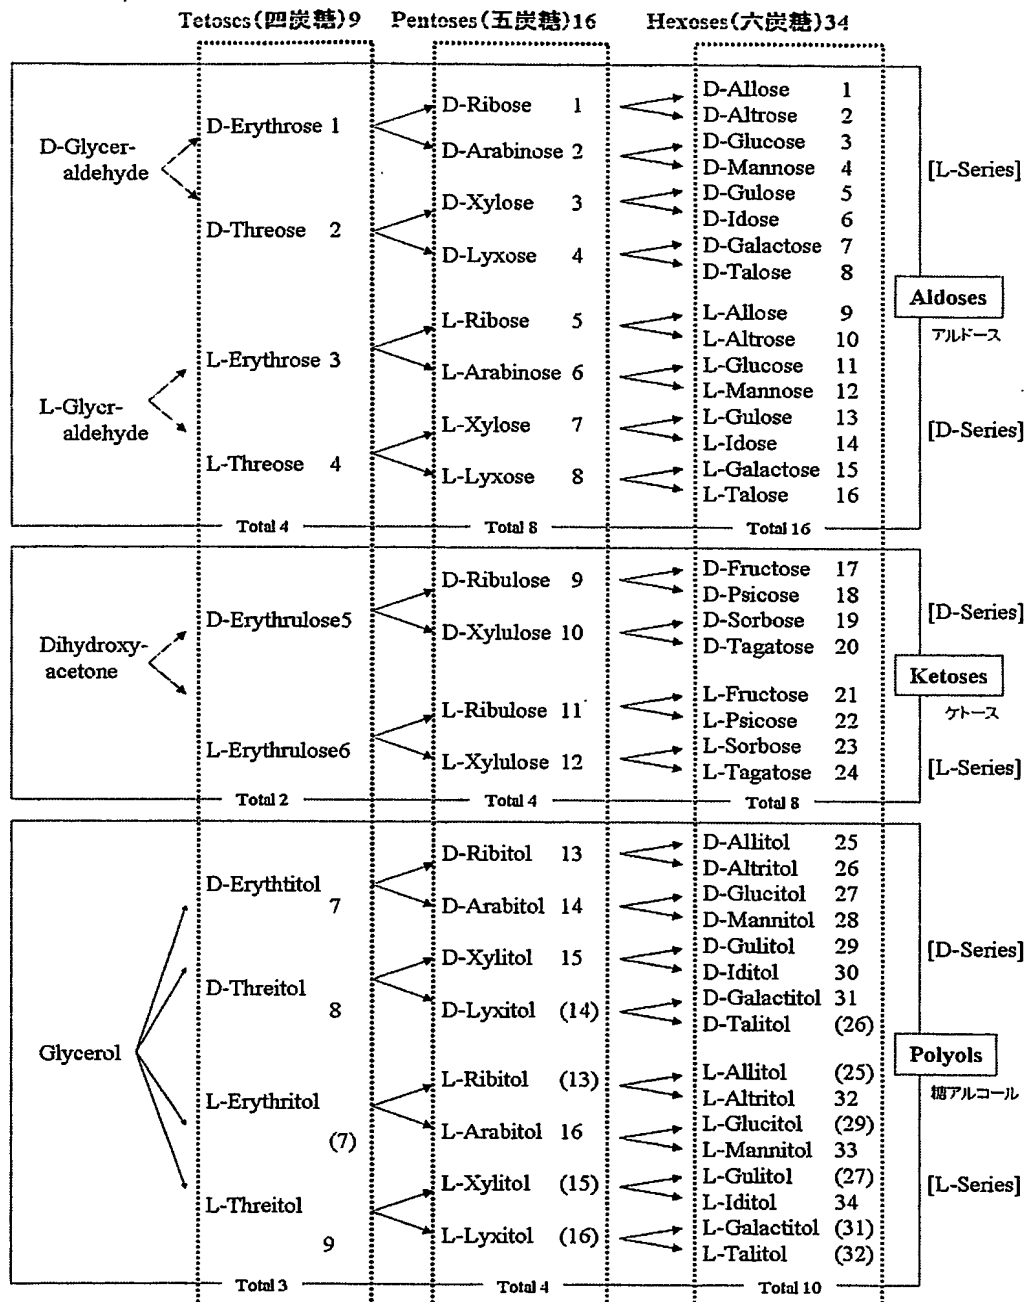 Tetoses(四炭糖)9 Pentoses(五炭糖)16 Hexoses(六炭糖)34
D-Glycer-
aldehyde
D-Erythrose 1
D-Threose 2
L-Glycer-
aldehyde
L-Erythrose 3
L-Threose 4
D-Ribose 1
D-Arabinose 2
D-Xylose 3
D-Lyxose 4
L-Ribose 5
L-Arabinose 6
L-Xylose 7
L-Lyxose 8
D-Allose 1
D-Altrose 2
D-Glucose 3
D-Mannose 4
D-Gulose 5
D-Idose 6
D-Galactose 7
D-Talose 8
L-Allose 9
L-Altrose 10
L-Glucose 11
L-Mannose 12
L-Gulose 13
L-Idose 14
L-Galactose 15
L-Talose 16
[L-Series]
Aldoses
アルドース
[D-Series]
Total 4 Total 8 Total 16
Dihydroxy-
acetone
D-Erythrulose5
L-Erythrulose6
D-Ribulose 9
D-Xylulose 10
L-Ribulose 11
L-Xylulose 12
D-Fructose 17
D-Psicose 18
D-Sorbose 19
D-Tagatose 20
L-Fructose 21
L-Psicose 22
L-Sorbose 23
L-Tagatose 24
[D-Series]
Ketoses
ケトース
[L-Series]
Total 2 Total 4 Total 8
Glycerol
D-Erythtitol
7
D-Threitol
8
L-Erythritol
(7)
L-Threitol
9
D-Ribitol 13
D-Arabitol 14
D-Xylitol 15
D-Lyxitol (14)
L-Ribitol (13)
L-Arabitol 16
L-Xylitol (15)
L-Lyxitol (16)
D-Allitol 25
D-Altritol 26
D-Glucitol 27
D-Mannitol 28
D-Gulitol 29
D-Iditol 30
D-Galactitol 31
D-Talitol (26)
L-Allitol (25)
L-Altritol 32
L-Glucitol (29)
L-Mannitol 33
L-Gulitol (27)
L-Iditol 34
L-Galactitol (31)
L-Talitol (32)
[D-Series]
Polyols
糖アルコール
[L-Series]
Total 3 Total 4 Total 10